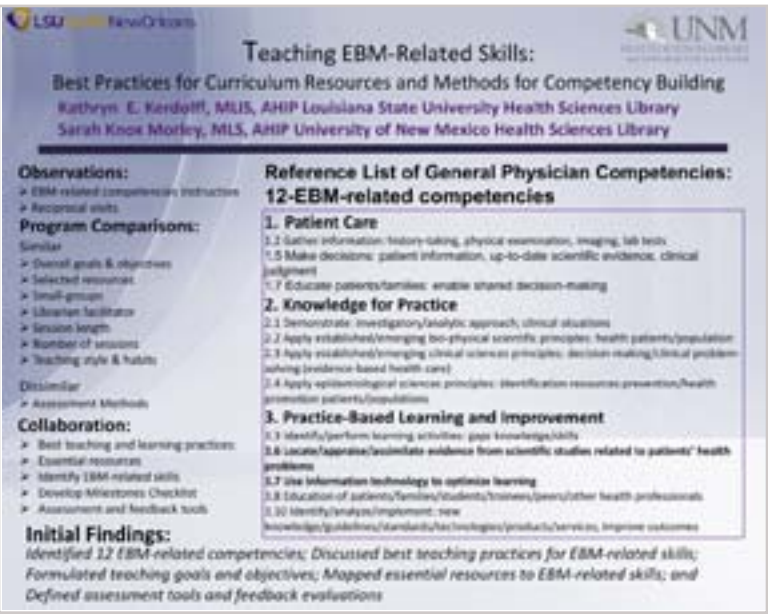 LSU Health NewOrleans
UNM
Teaching EBM-Related Skills:
Best Practices for Curriculum Resources and Methods for Competency Building
Kathryn E. Kerdolff, MLIS, AHIP Louisiana State University Health Sciences Library
Sarah Knox Morley, MLS, AHIP University of New Mexico Health Sciences Library
Observations:
➢ EBM-related competencies instruction
➢ Reciprocal visits
Program Comparisons:
Similar
➢ Overall goals & objectives
➢ Selected resources
➢ Small-groups
➢ Librarian facilitator
➢ Session length
➢ Number of sessions
➢ Teaching style & habits
Dissimilar
➢ Assessment Methods
Collaboration:
➢ Best teaching and learning practices
➢ Essential resources
➢ Identify EBM-related skills
➢ Develop Milestones Checklist
➢ Assessment and feedback tools
Reference List of General Physician Competencies:
12-EBM-related competencies
1. Patient Care
1.2 Gather information: history-taking, physical examination, imaging, lab tests
1.5 Make decisions: patient information, up-to-date scientific evidence, clinical
judgment
1.7 Educate patients/families: enable shared decision-making
2. Knowledge for Practice
2.1 Demonstrate: investigatory/analytic approach; clinical situations
2.2 Apply established/emerging bio-physical scientific principles: health patients/population
2.3 Apply established/emerging clinical sciences principles: decision-making/clinical problem-
solving (evidence-based health care)
2.4 Apply epidemiological sciences principles: identification resources prevention/health
promotion patients/populations
3. Practice-Based Learning and Improvement
3.3 Identify/perform learning activities: gaps knowledge/skills
3.6 Locate/appraise/assimilate evidence from scientific studies related to patients' health
problems
3.7 Use information technology to optimize learning
3.8 Education of patients/families/students/trainees/peers/other health professionals
3.10 Identify/analyze/implement: new
knowledge/guidelines/standards/technologies/products/services, improve outcomes
Initial Findings:
Identified 12 EBM-related competencies; Discussed best teaching practices for EBM-related skills;
Formulated teaching goals and objectives; Mapped essential resources to EBM-related skills; and
Defined assessment tools and feedback evaluations